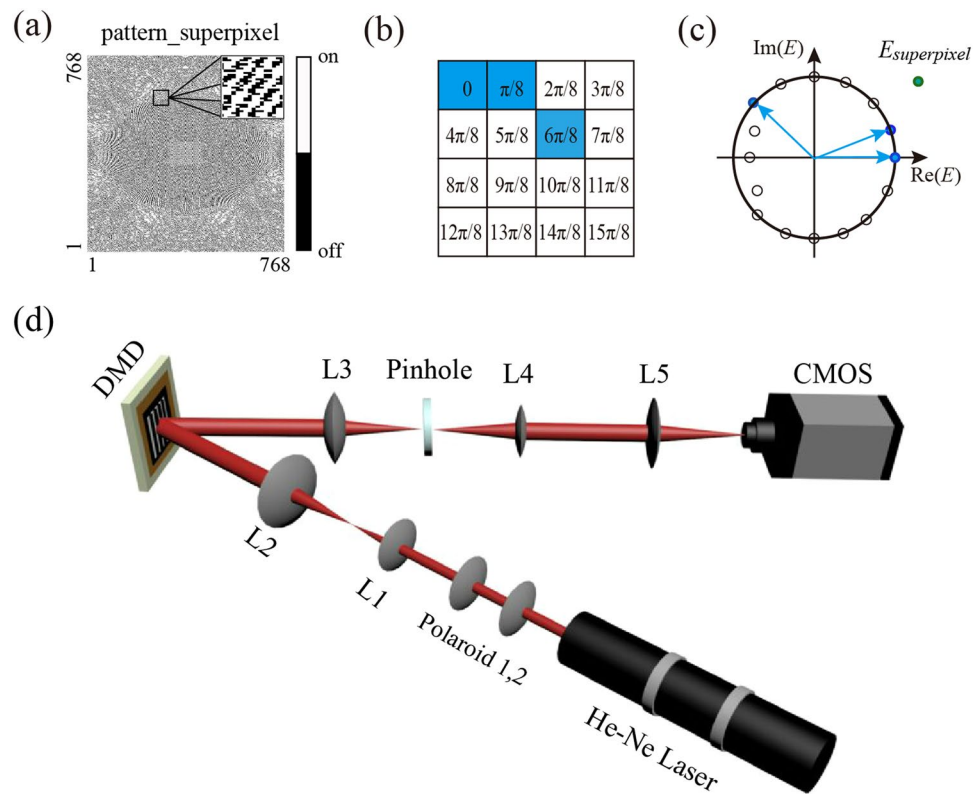 (a)
pattern_superpixel
768
1
1
768
on
off
(b)
0 π/8 2π/8 3π/8
4π/8 5π/8 6π/8 7π/8
8π/8 9π/8 10π/8 11π/8
12π/8 13π/8 14π/8 15π/8
(c)
Im(E)
Esuperpixel
Re(E)
(d)
DMD
L3
Pinhole
L4
L5
CMOS
L2
L1
Polaroid 1,2
He-Ne Laser